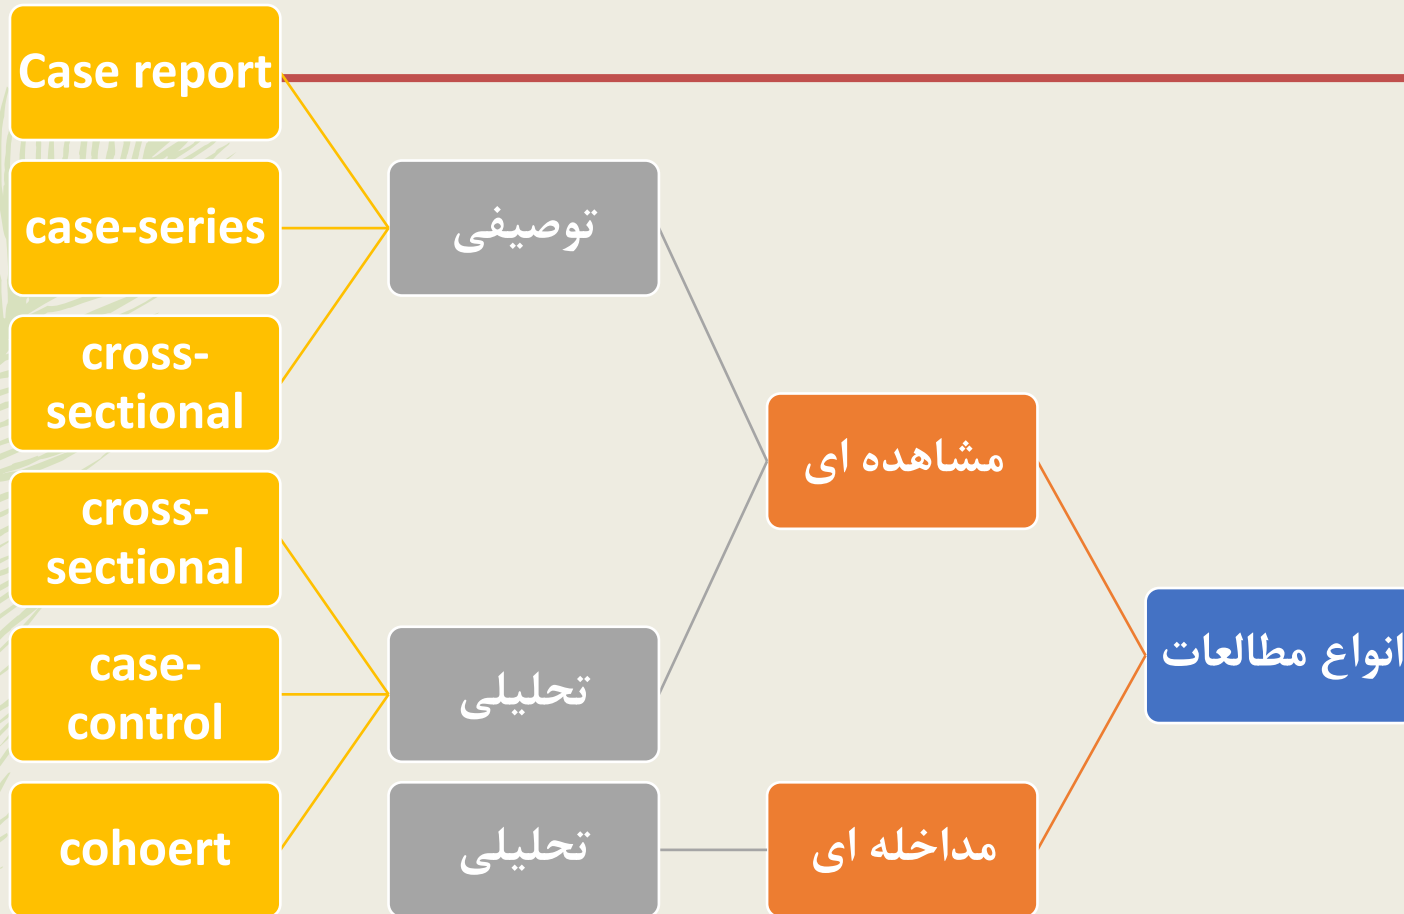 Case report
case-series
توصیفی
cross-
sectional
مشاهده ای
cross-
sectional
انواع مطالعات
case-
control
تحلیلی
cohoert
تحلیلی
مداخله ای